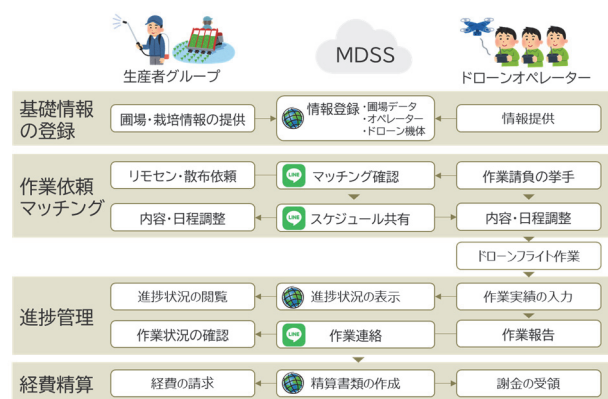 MDSS
生産者グループ
ドローンオペレーター
基礎情報
の登録
圃場・栽培情報の提供
情報登録
・圃場データ
・オペレーター
・ドローン機体
情報提供
作業依頼
マッチング
リモセン・散布依頼
LINE
マッチング確認
作業請負の挙手
内容・日程調整
LINE
スケジュール共有
内容・日程調整
ドローンフライト作業
進捗管理
進捗状況の閲覧
進捗状況の表示
作業実績の入力
作業状況の確認
LINE
作業連絡
作業報告
経費精算
経費の請求
精算書類の作成
謝金の受領